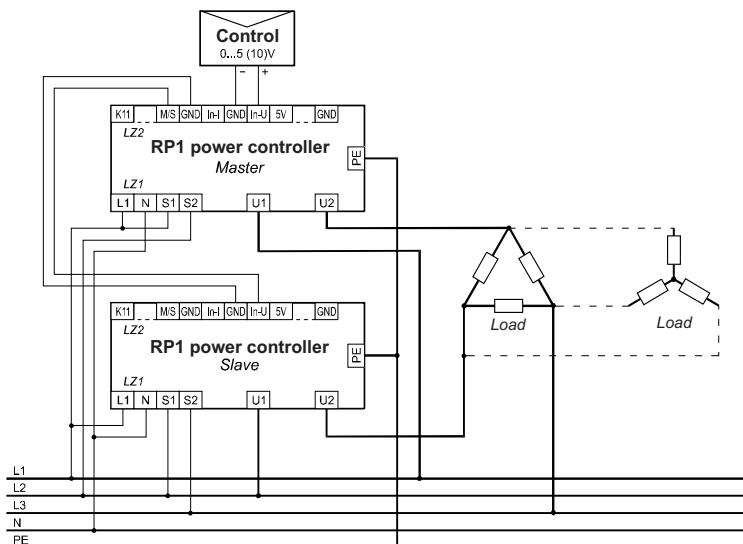 Control
0...5 (10)V
− +
K11 M/S GND In-I GND In-U 5V GND
LZ2
RP1 power controller
Master
PE
LZ1
L1 N S1 S2 U1 U2
K11 M/S GND In-I GND In-U 5V GND
LZ2
RP1 power controller
Slave
PE
LZ1
L1 N S1 S2 U1 U2
Load
Load
L1
L2
L3
N
PE